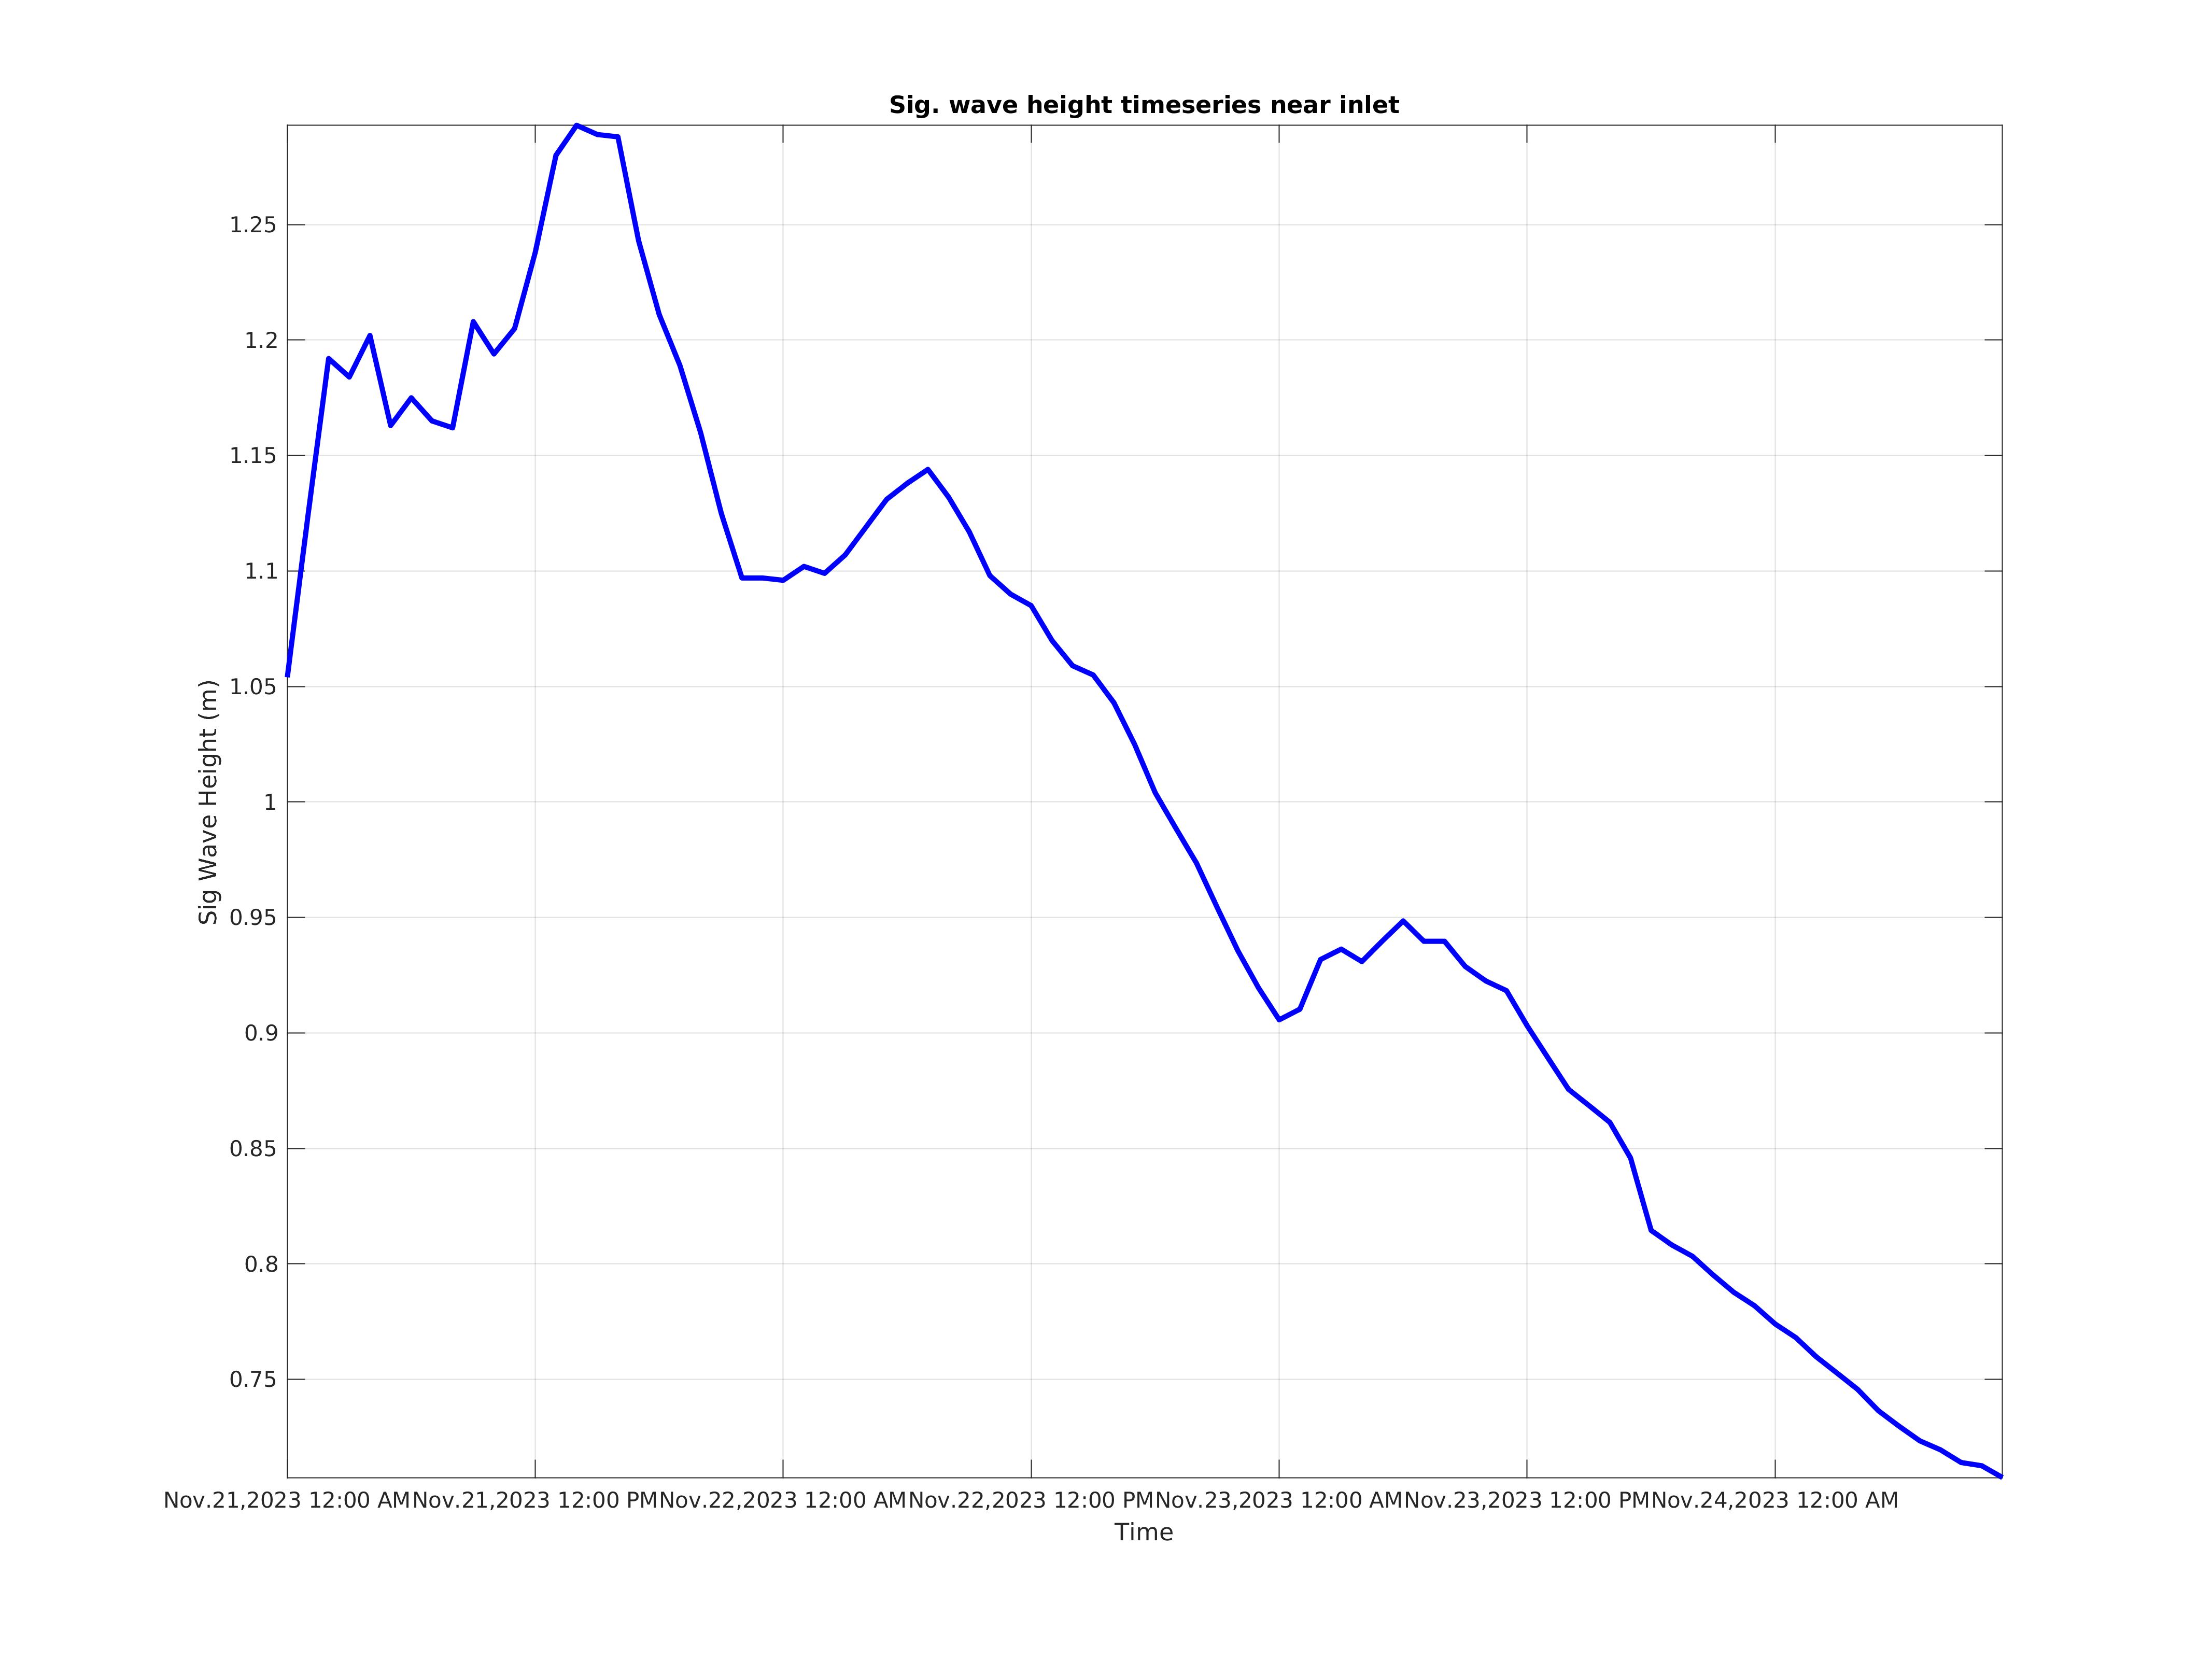 Sig. wave height timeseries near inlet
1.25
1.2
1.15
1.1
1.05
1
0.95
0.9
0.85
0.8
0.75
Sig Wave Height (m)
Nov.21,2023 12:00 AM Nov.21,2023 12:00 PM Nov.22,2023 12:00 AM Nov.22,2023 12:00 PM Nov.23,2023 12:00 AM Nov.23,2023 12:00 PM Nov.24,2023 12:00 AM
Time